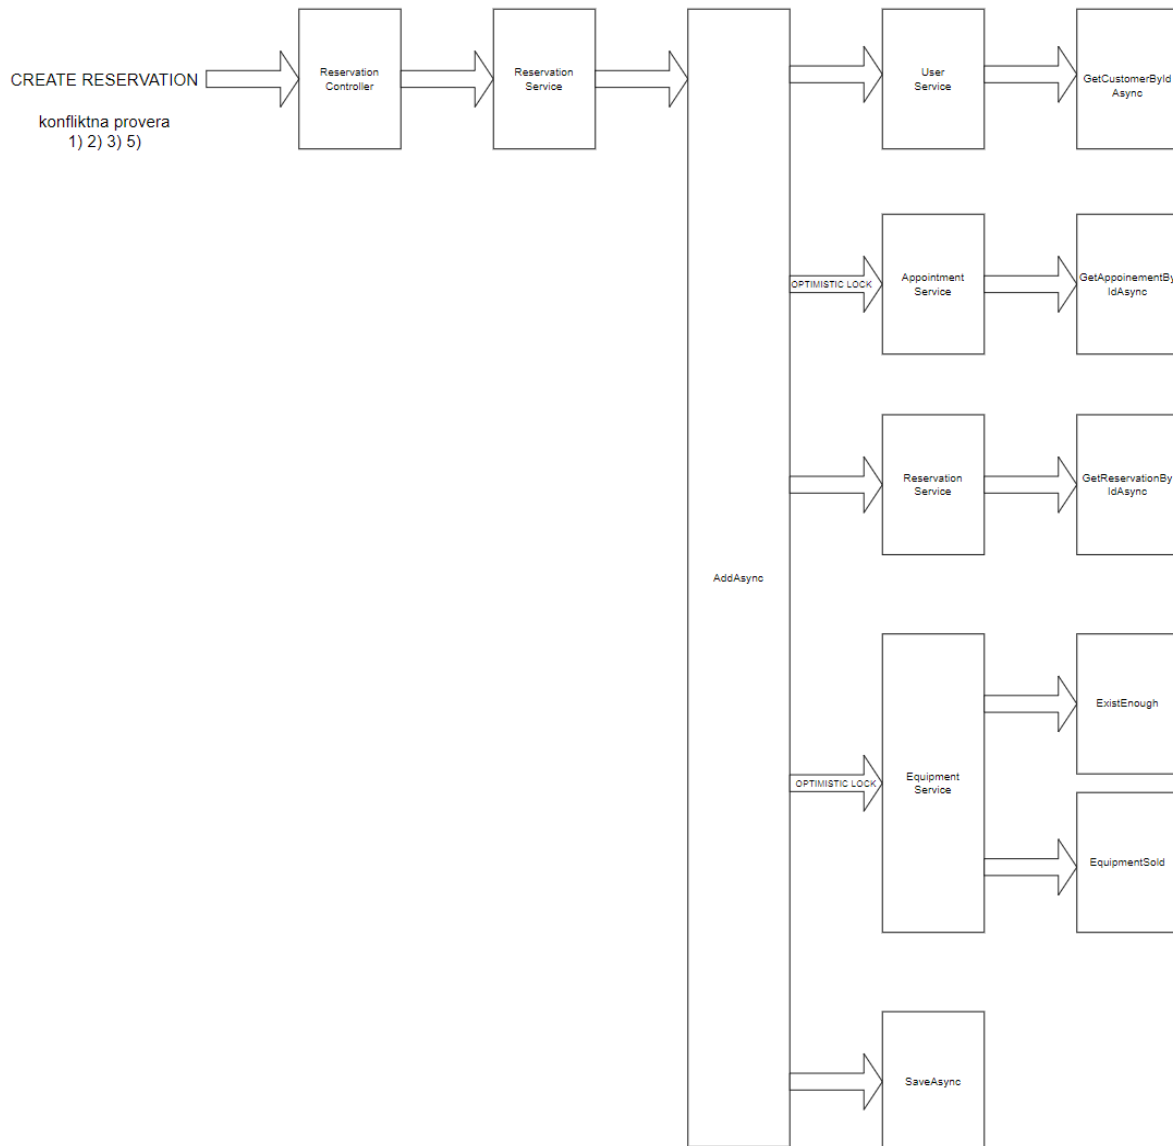 CREATE RESERVATION
konfliktna provera
1) 2) 3) 5)
Reservation
Controller
Reservation
Service
AddAsync
User
Service
GetCustomerById
Async
OPTIMISTIC LOCK
Appointment
Service
GetAppoinementBy
IdAsync
Reservation
Service
GetReservationBy
IdAsync
OPTIMISTIC LOCK
Equipment
Service
ExistEnough
EquipmentSold
SaveAsync